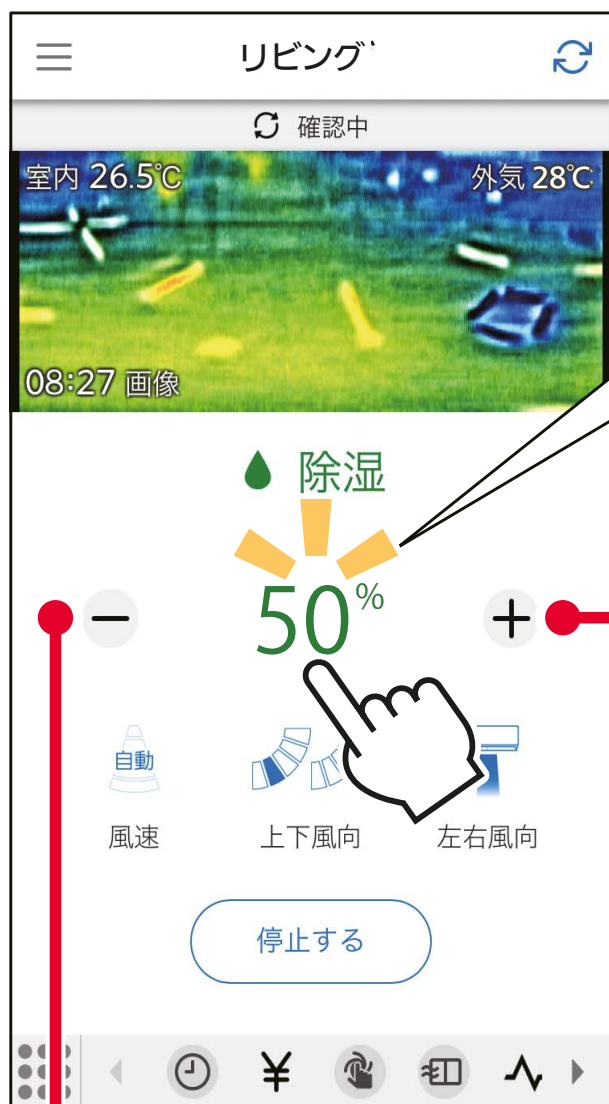 リビング
確認中
室内 26.5℃ 外気 28℃
08:27 画像
除湿
50%
自動
風速 上下風向 左右風向
停止する
¥